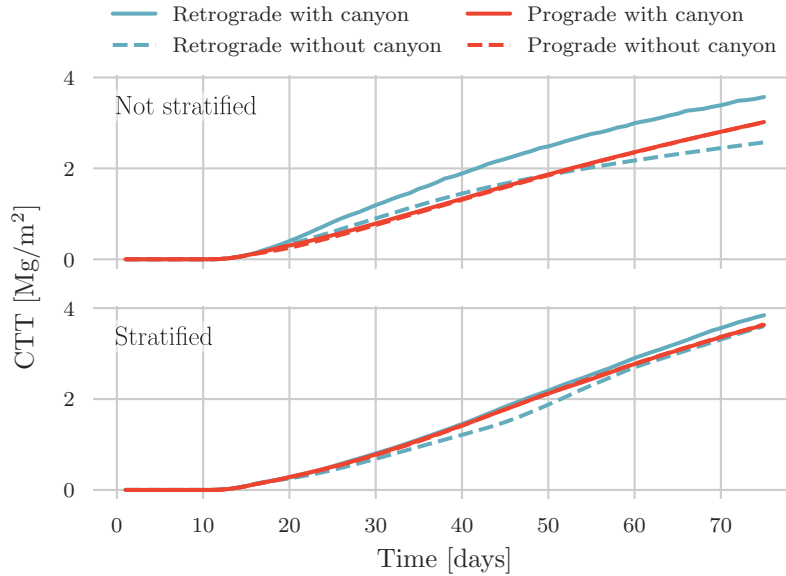 Retrograde with canyon
Prograde with canyon
Retrograde without canyon
Prograde without canyon
4
Not stratified
2
0
CTT [Mg/m²]
4
Stratified
2
0
0 10 20 30 40 50 60 70
Time [days]